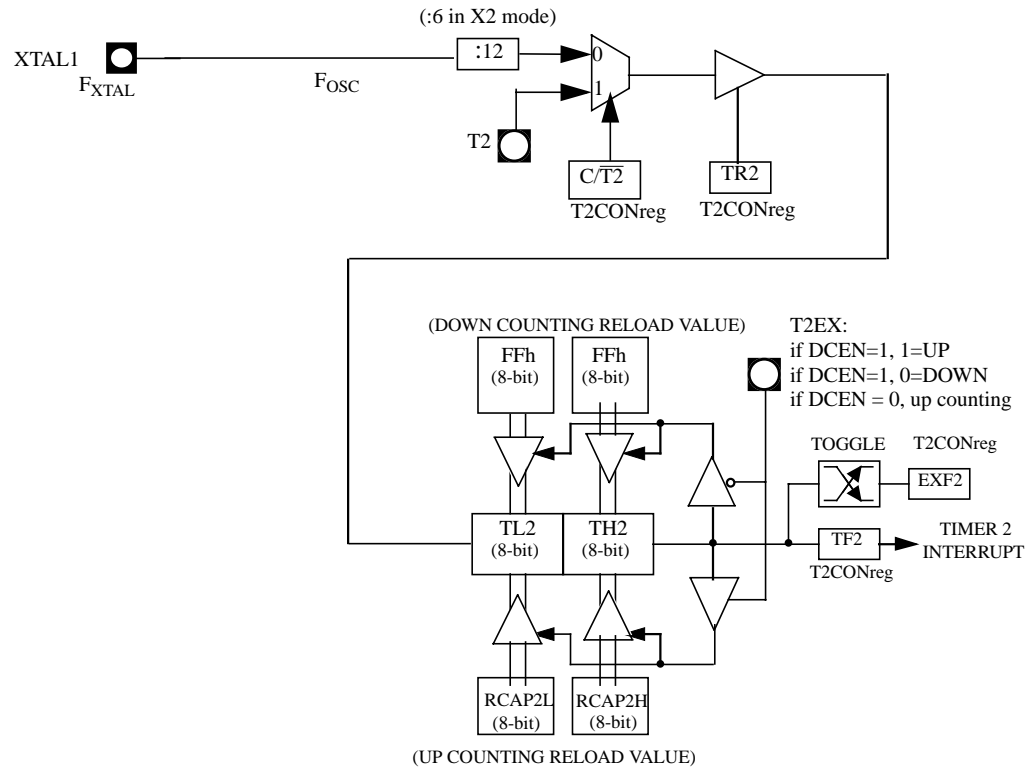 (:6 in X2 mode)
XTAL1
:12
0
F_XTAL
F_OSC
1
T2
C/T̅2̅
TR2
T2CONreg
T2CONreg
(DOWN COUNTING RELOAD VALUE)
T2EX:
if DCEN=1, 1=UP
if DCEN=1, 0=DOWN
if DCEN = 0, up counting
FFh
(8-bit)
FFh
(8-bit)
TOGGLE
T2CONreg
EXF2
TL2
(8-bit)
TH2
(8-bit)
TF2
TIMER 2
INTERRUPT
T2CONreg
RCAP2L
(8-bit)
RCAP2H
(8-bit)
(UP COUNTING RELOAD VALUE)